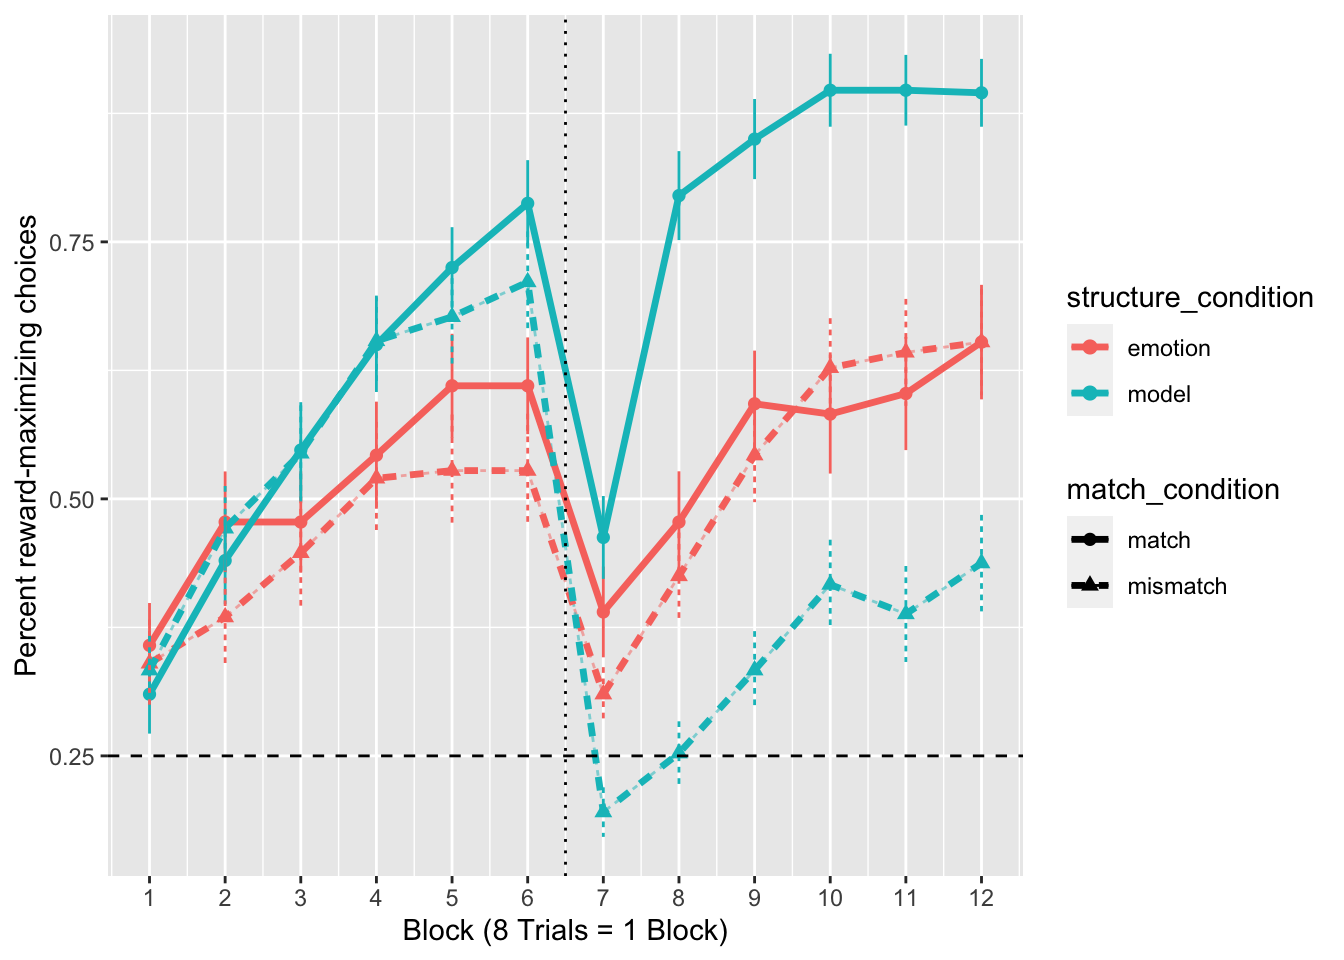 Percent reward-maximizing choices
0.75
0.50
0.25
1 2 3 4 5 6 7 8 9 10 11 12
Block (8 Trials = 1 Block)
structure_condition
emotion
model
match_condition
match
mismatch